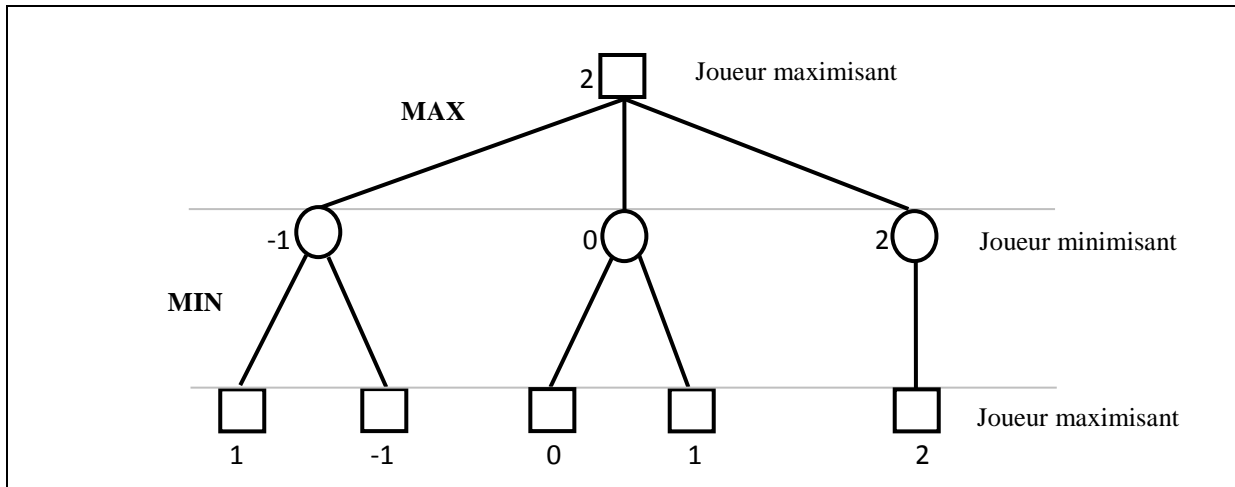 2 Joueur maximisant
MAX
-1 0 2 Joueur minimisant
MIN
Joueur maximisant
1 -1 0 1 2